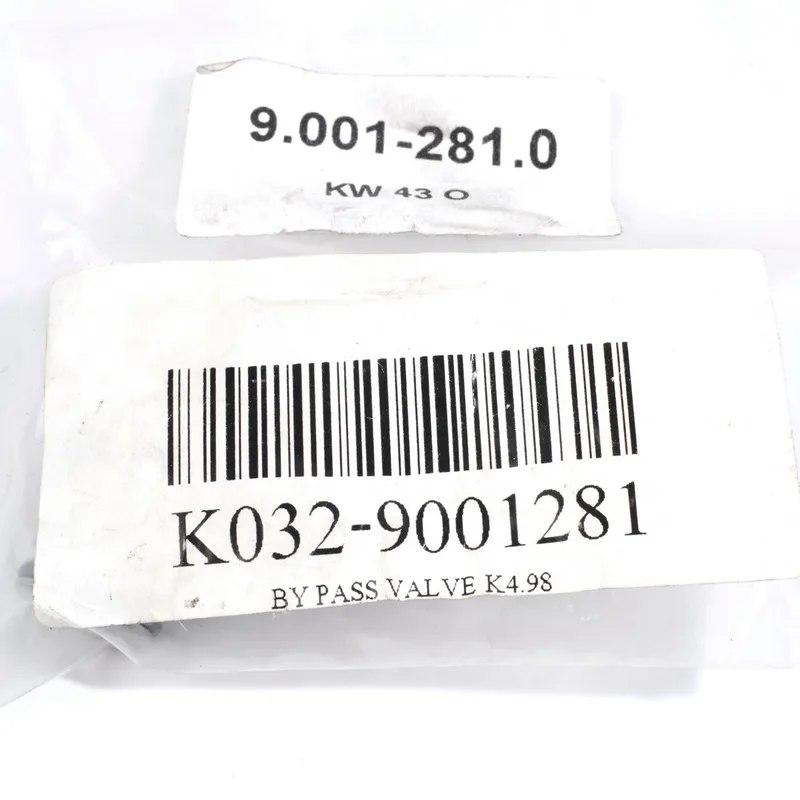 9.001-281.0
KW 43 O
K032-9001281
BY PASS VALVE K4.98